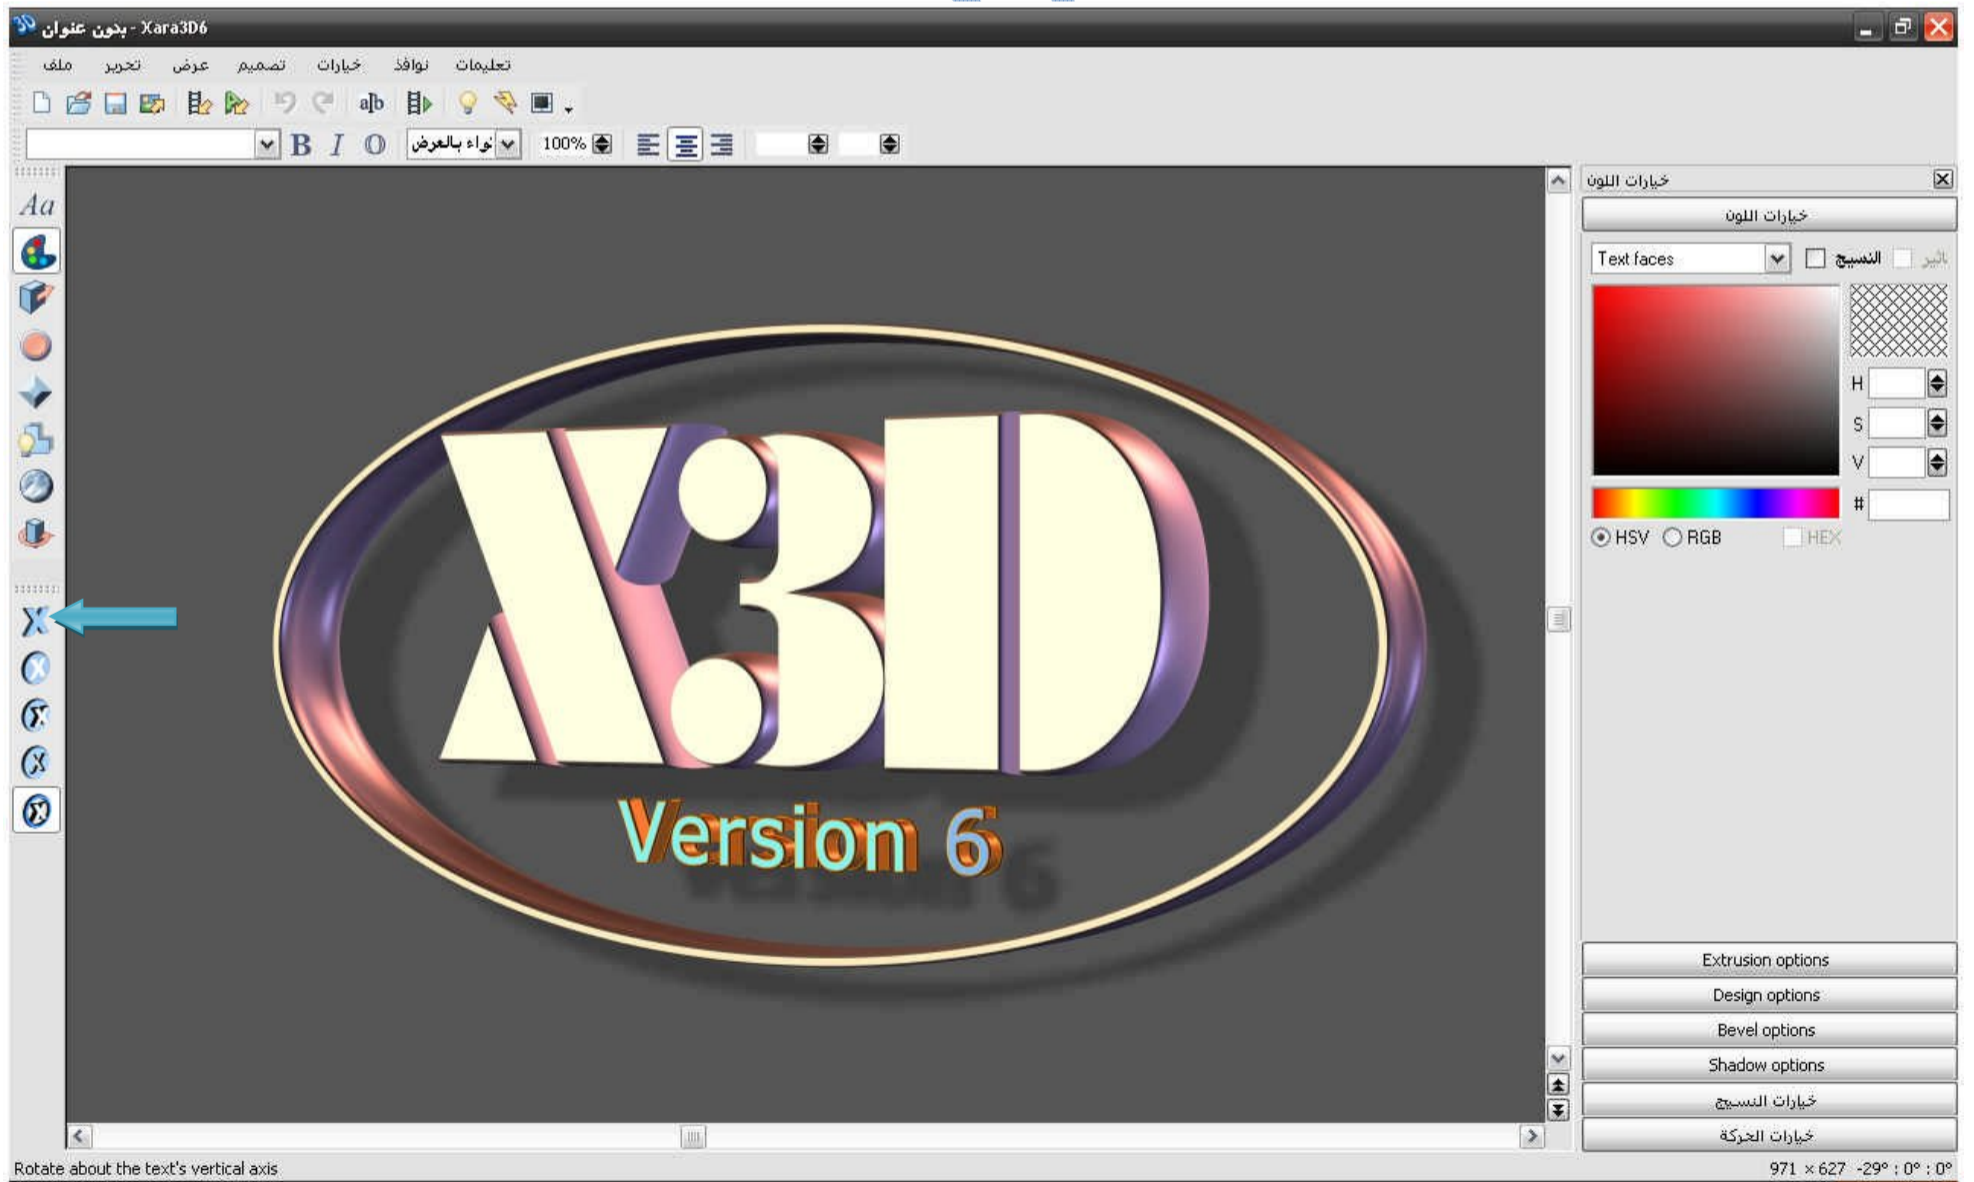 بدون عنوان - Xara3D6
ملف تحرير عرض تصميم خيارات نوافذ تعليمات
a]b
B I O 100%
خيارات اللون
Aa
خيارات اللون
Text faces النسيج
H
S
V
#
HSV RGB HEX
X3D
Version 6
Extrusion options
Design options
Bevel options
Shadow options
خيارات النسيج
خيارات الحركة
Rotate about the text's vertical axis 971 × 627 -29° : 0° : 0°